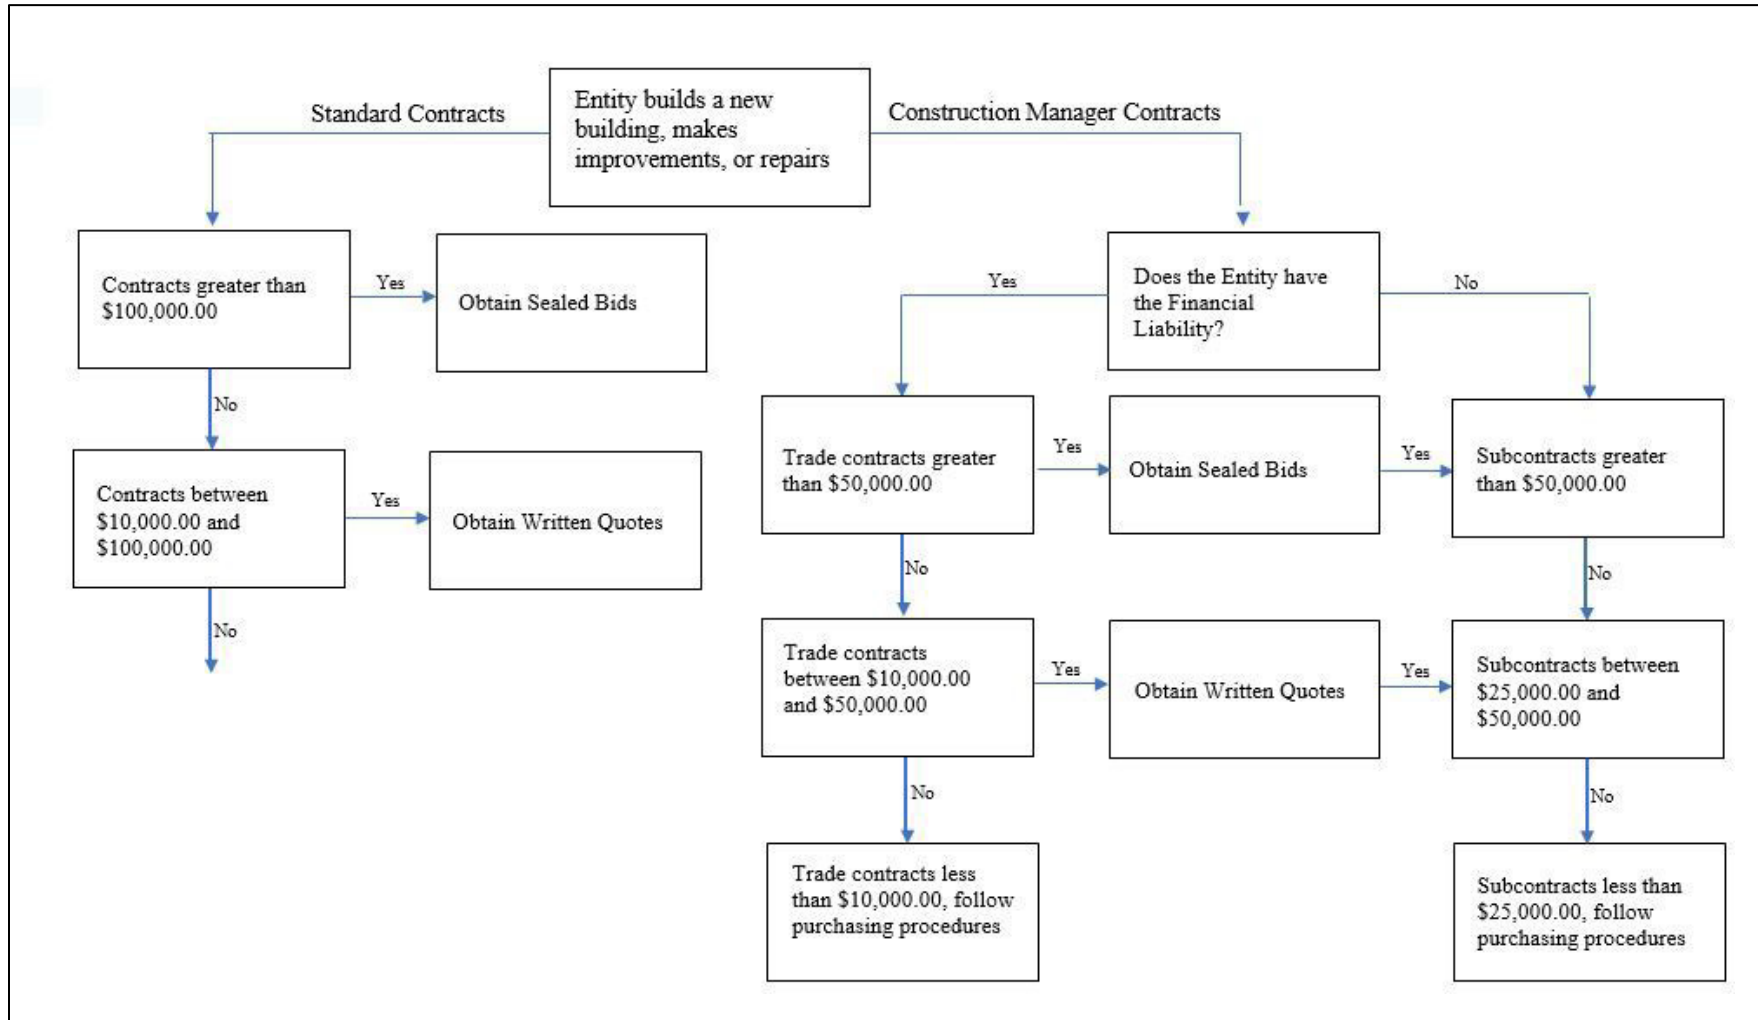 Standard Contracts
Entity builds a new
building, makes
improvements, or repairs
Construction Manager Contracts
Contracts greater than
$100,000.00
Yes
Obtain Sealed Bids
No
Contracts between
$10,000.00 and
$100,000.00
Yes
Obtain Written Quotes
No
Does the Entity have
the Financial
Liability?
Yes
No
Trade contracts greater
than $50,000.00
Yes
Obtain Sealed Bids
Yes
Subcontracts greater
than $50,000.00
No
No
Trade contracts
between $10,000.00
and $50,000.00
Yes
Obtain Written Quotes
Yes
Subcontracts between
$25,000.00 and
$50,000.00
No
No
Trade contracts less
than $10,000.00, follow
purchasing procedures
Subcontracts less than
$25,000.00, follow
purchasing procedures